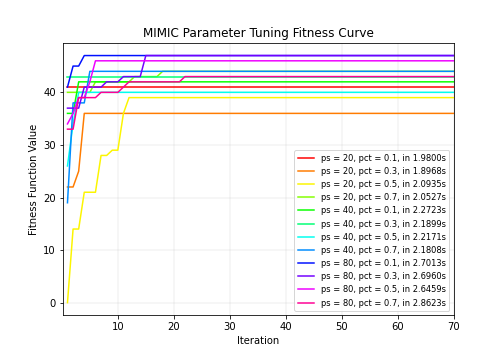 MIMIC Parameter Tuning Fitness Curve
Fitness Function Value
40
30
20
10
0
ps = 20, pct = 0.1, in 1.9800s
ps = 20, pct = 0.3, in 1.8968s
ps = 20, pct = 0.5, in 2.0935s
ps = 20, pct = 0.7, in 2.0527s
ps = 40, pct = 0.1, in 2.2723s
ps = 40, pct = 0.3, in 2.1899s
ps = 40, pct = 0.5, in 2.2171s
ps = 40, pct = 0.7, in 2.1808s
ps = 80, pct = 0.1, in 2.7013s
ps = 80, pct = 0.3, in 2.6960s
ps = 80, pct = 0.5, in 2.6459s
ps = 80, pct = 0.7, in 2.8623s
10 20 30 40 50 60 70
Iteration